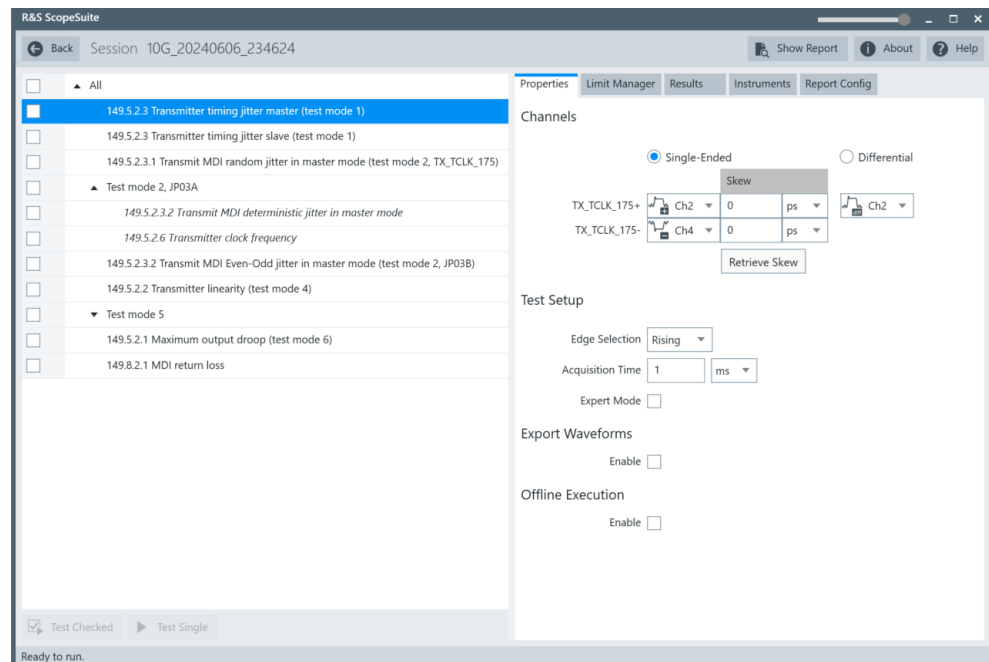 R&S ScopeSuite
Back Session 10G_20240606_234624 Show Report About Help
All
149.5.2.3 Transmitter timing jitter master (test mode 1)
149.5.2.3 Transmitter timing jitter slave (test mode 1)
149.5.2.3.1 Transmit MDI random jitter in master mode (test mode 2, TX_TCLK_175)
Test mode 2, JP03A
149.5.2.3.2 Transmit MDI deterministic jitter in master mode
149.5.2.6 Transmitter clock frequency
149.5.2.3.2 Transmit MDI Even-Odd jitter in master mode (test mode 2, JP03B)
149.5.2.2 Transmitter linearity (test mode 4)
Test mode 5
149.5.2.1 Maximum output droop (test mode 6)
149.8.2.1 MDI return loss
Properties Limit Manager Results Instruments Report Config
Channels
Single-Ended Differential
Skew
TX_TCLK_175+ Ch2 0 ps Ch2
TX_TCLK_175- Ch4 0 ps
Retrieve Skew
Test Setup
Edge Selection Rising
Acquisition Time 1 ms
Expert Mode
Export Waveforms
Enable
Offline Execution
Enable
Test Checked Test Single
Ready to run.